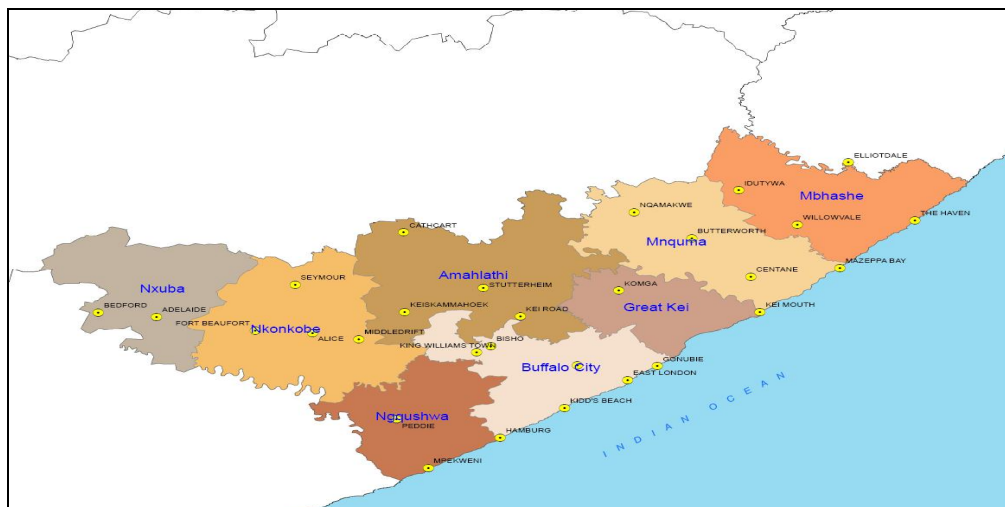 ELLIOTDALE
IDUTYWA
Mbhashe
NQAMAKWE
THE HAVEN
WILLOWVALE
CATHCART
BUTTERWORTH
Mnquma
MAZEPPA BAY
Amahlathi
CENTANE
SEYMOUR
Nxuba
STUTTERHEIM
KOMGA
BEDFORD
ADELAIDE
KEISKAMMAHOEK
KEI ROAD
Great Kei
KEI MOUTH
FORT BEAUFORT
Nkonkobe
ALICE
MIDDLEDRIFT
BISHO
KING WILLIAMS TOWN
Buffalo City
GONUBIE
EAST LONDON
KIDD'S BEACH
Ngqushwa
PEDDIE
HAMBURG
MPEKWENI
INDIAN OCEAN